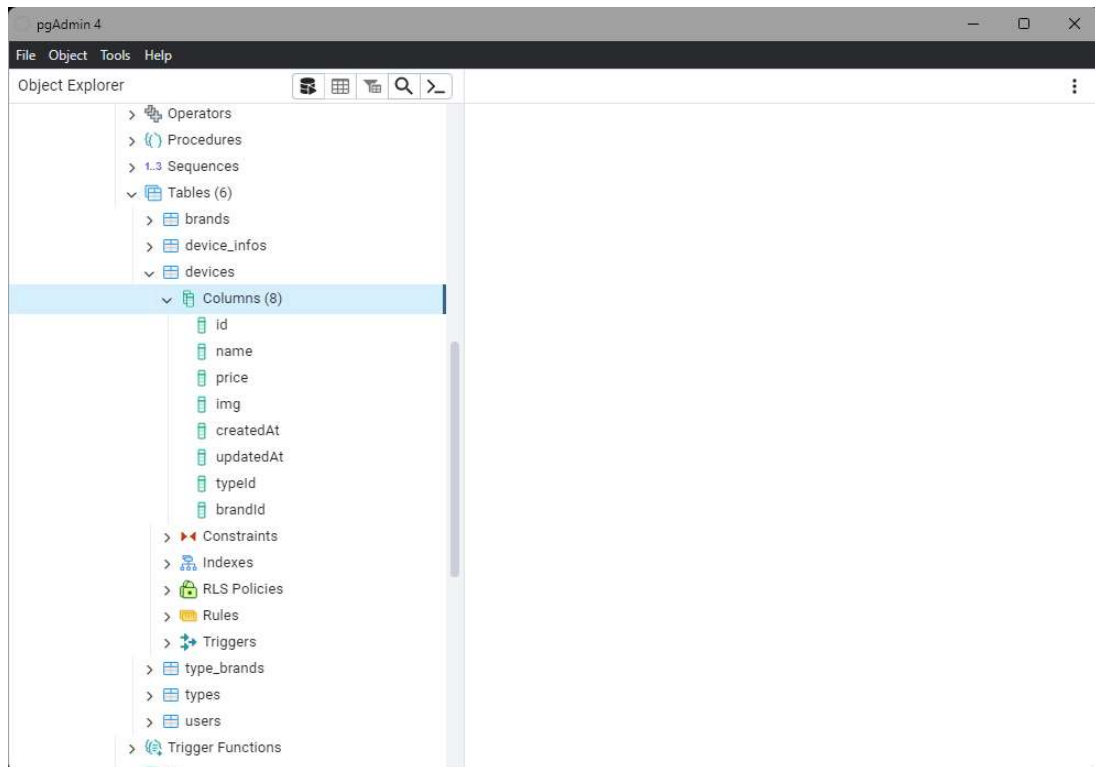 pgAdmin 4
File Object Tools Help
Object Explorer
Operators
Procedures
1..3 Sequences
Tables (6)
brands
device_infos
devices
Columns (8)
id
name
price
img
createdAt
updatedAt
typeId
brandId
Constraints
Indexes
RLS Policies
Rules
Triggers
type_brands
types
users
Trigger Functions